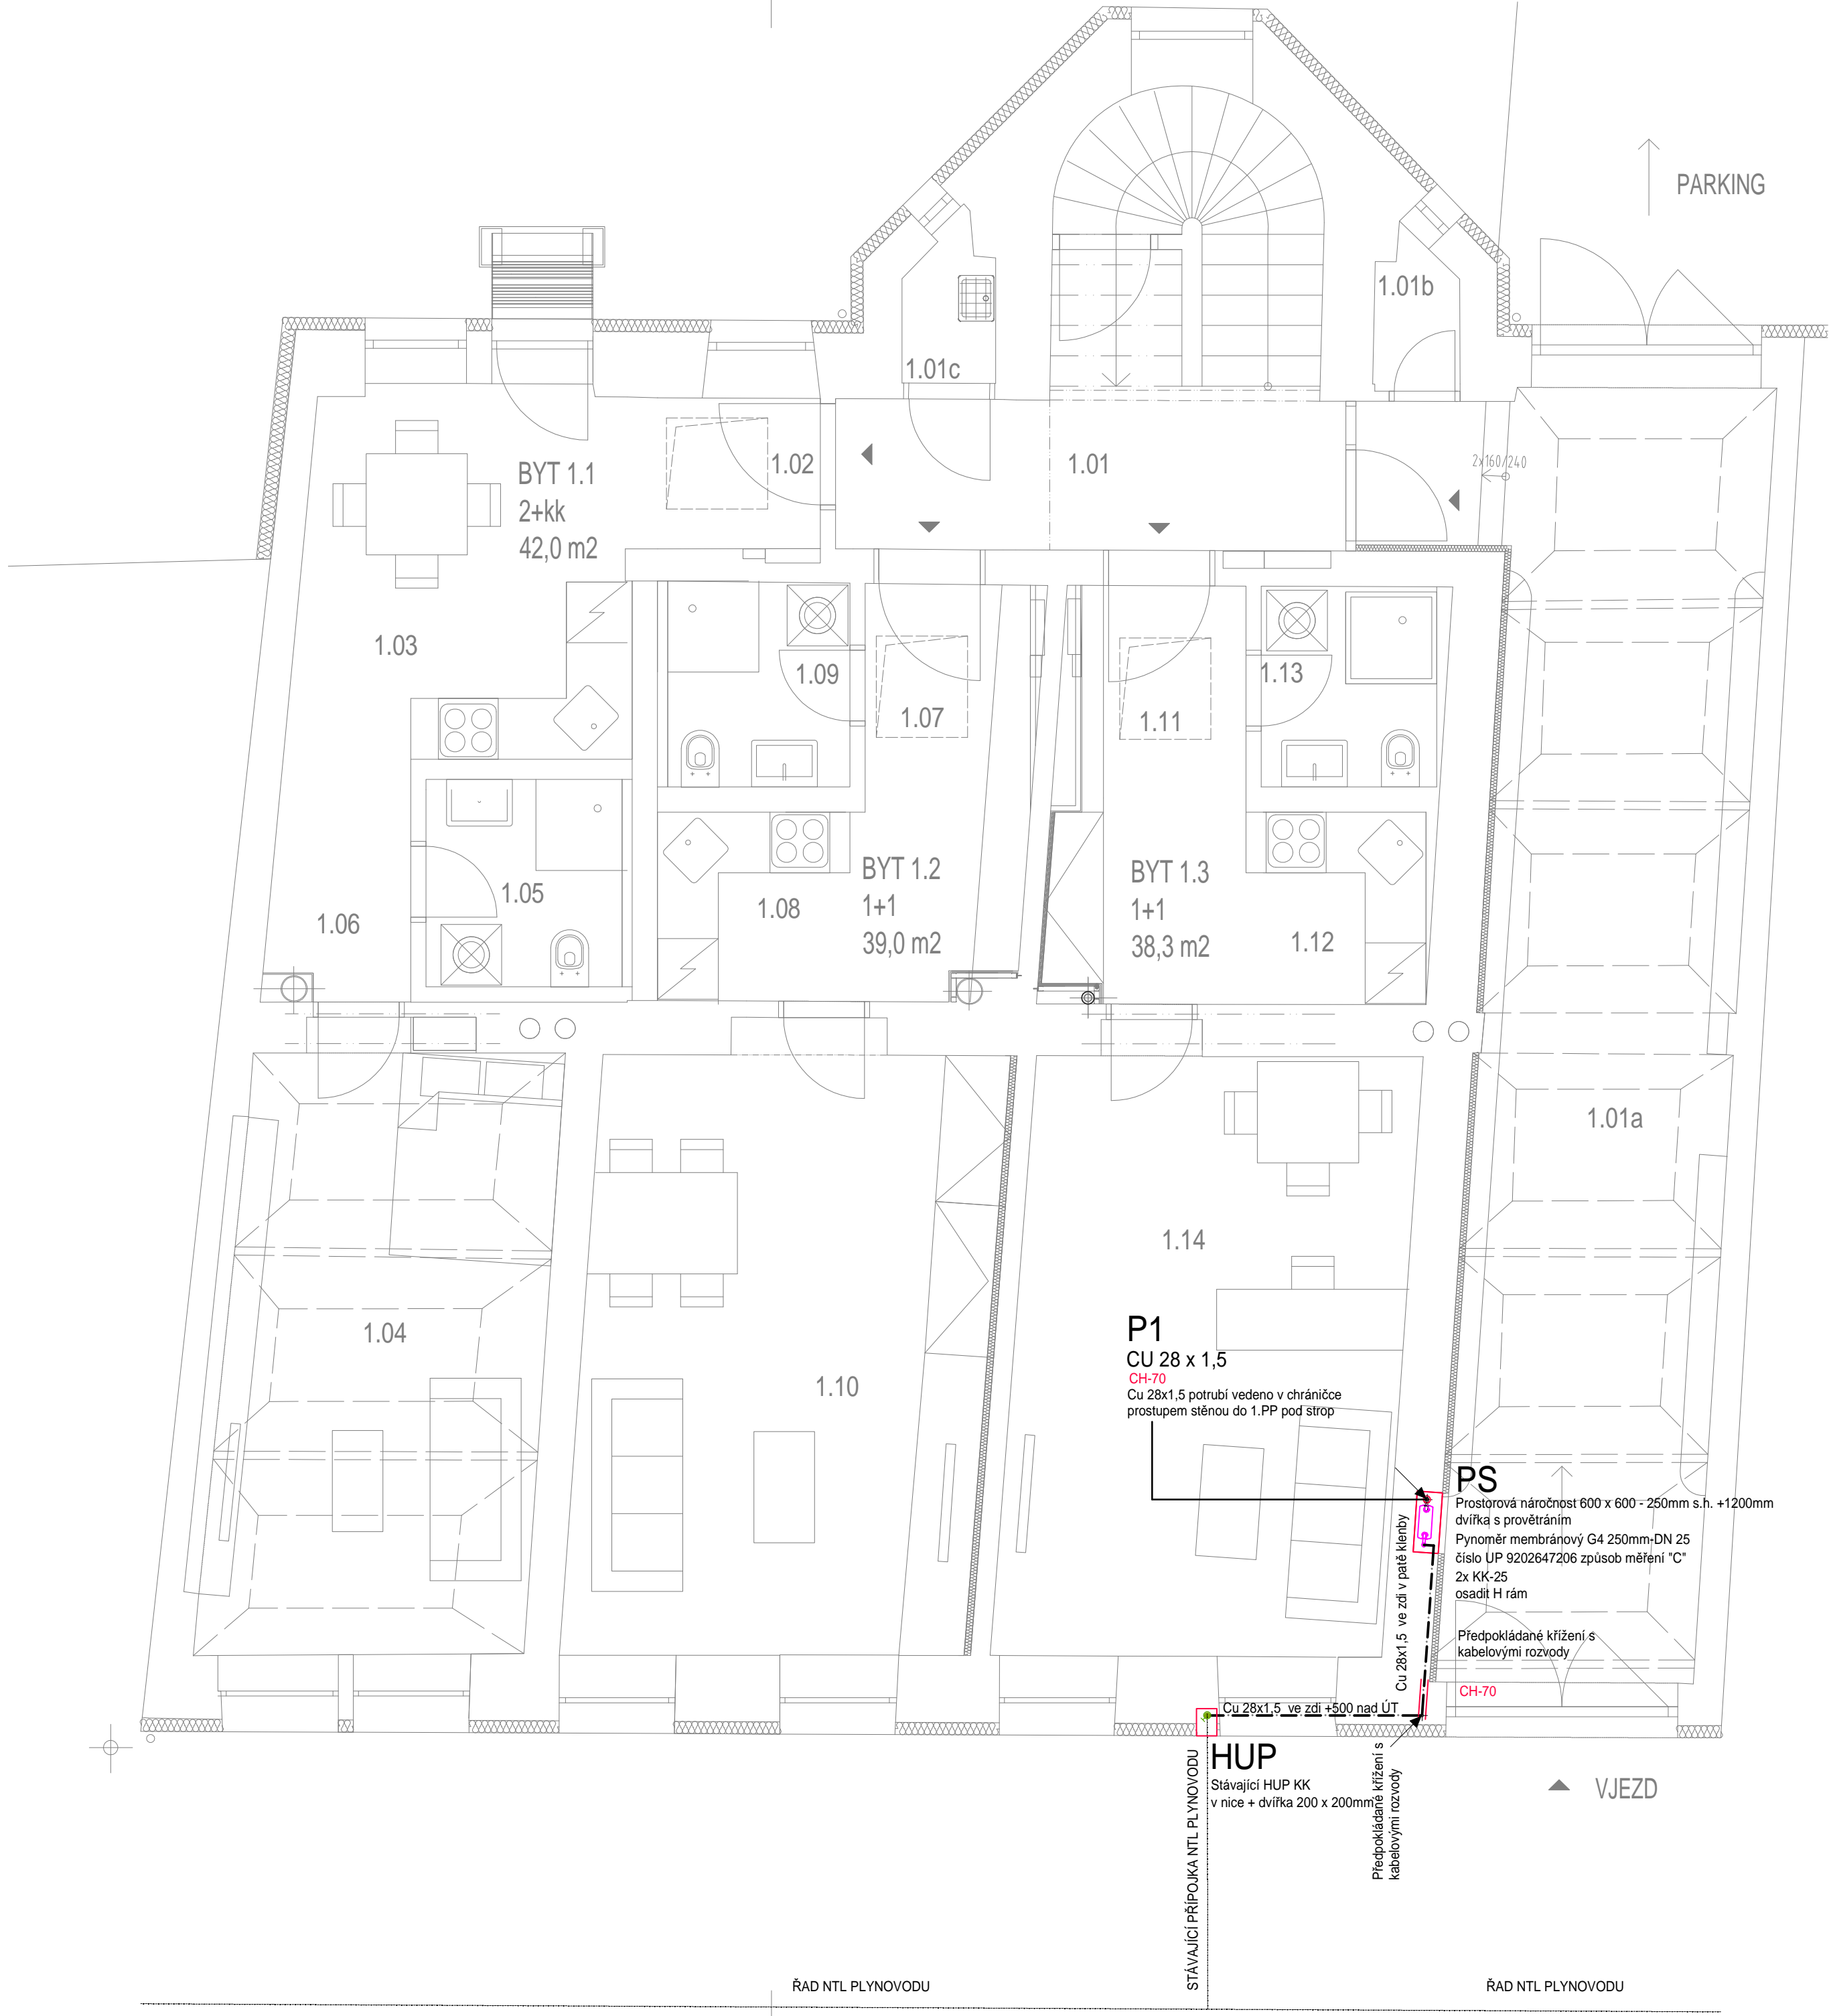 PARKING
1.01b
1.01c
1.02
1.01
2x160/240
BYT 1.1
2+kk
42,0 m2
1.03
1.09
1.07
1.11
1.13
1.05
1.06
1.08
BYT 1.2
1+1
39,0 m2
BYT 1.3
1+1
38,3 m2
1.12
1.01a
1.14
1.04
1.10
P1
CU 28 x 1,5
CH-70
Cu 28x1,5 potrubí vedeno v chráničce
prostupem stěnou do 1.PP pod strop
PS
Prostorová náročnost 600 x 600 - 250mm s.h. +1200mm
dvířka s provětráním
Pynoměr membránový G4 250mm-DN 25
číslo UP 9202647206 způsob měření "C"
2x KK-25
osadit H rám
Cu 28x1,5 ve zdi v patě klenby
Předpokládané křížení s
kabelovými rozvody
CH-70
Cu 28x1,5 ve zdi +500 nad ÚT
HUP
Stávající HUP KK
v nice + dvířka 200 x 200mm
Předpokládané křížení s
kabelovými rozvody
VJEZD
STÁVAJÍCÍ PŘÍPOJKA NTL PLYNOVODU
ŘAD NTL PLYNOVODU
ŘAD NTL PLYNOVODU